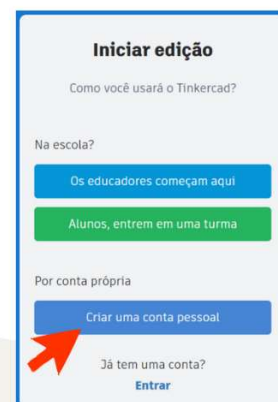 Iniciar edição
Como você usará o Tinkercad?
Na escola?
Os educadores começam aqui
Alunos, entrem em uma turma
Por conta própria
Criar uma conta pessoal
Já tem uma conta?
Entrar